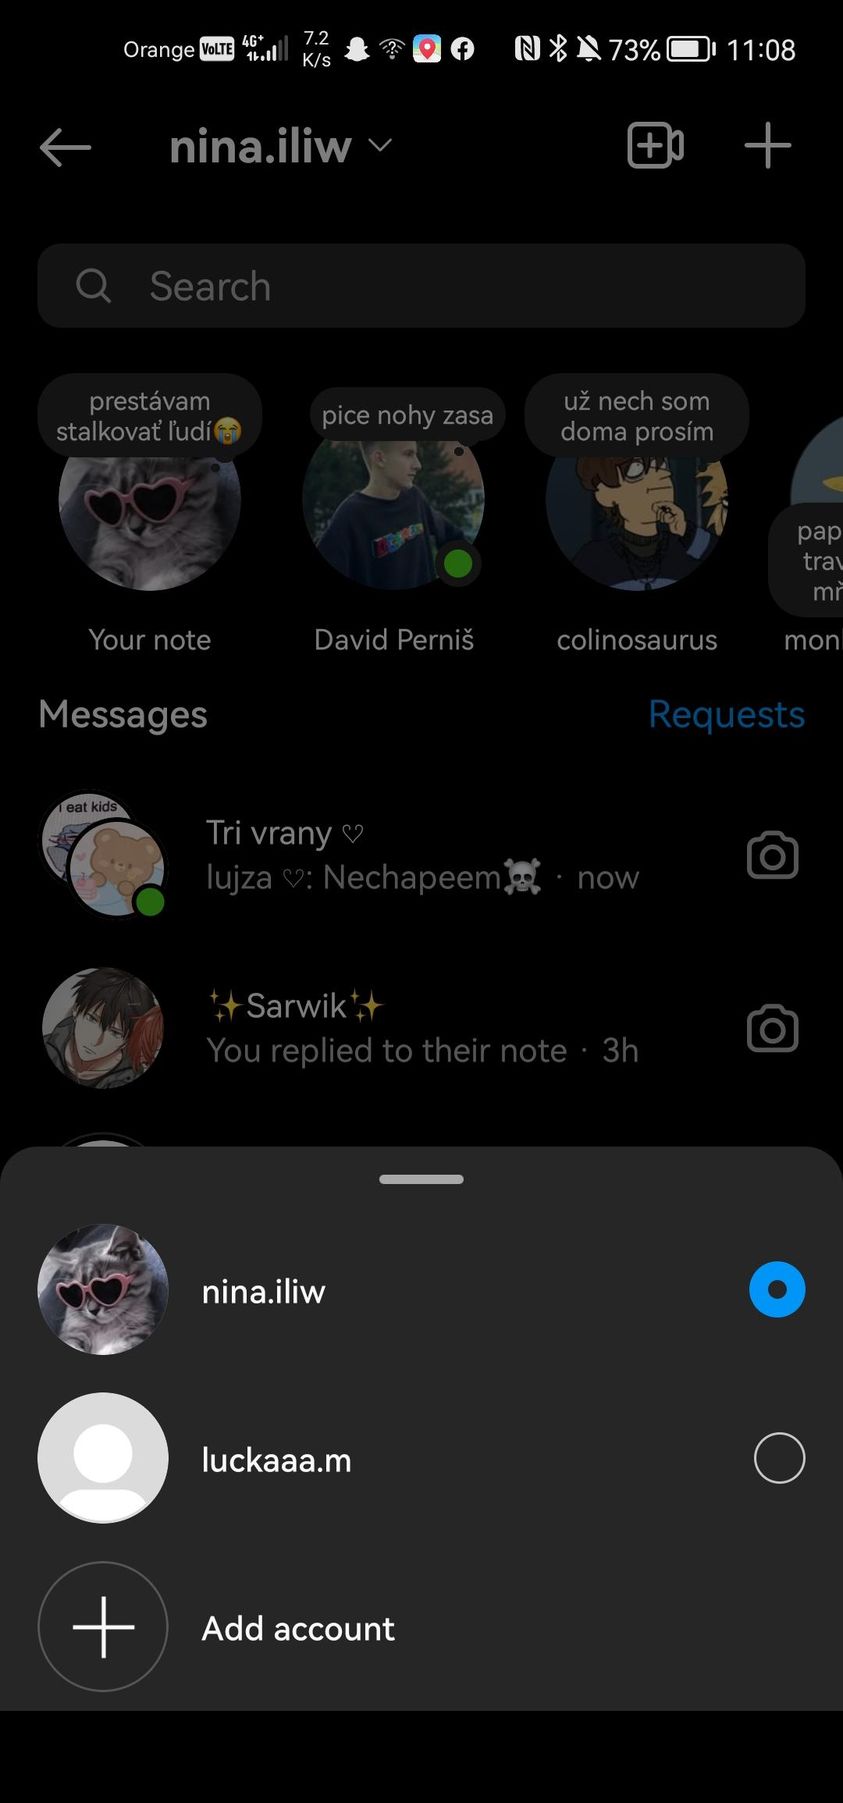 Orange VoLTE 4G+ 7.2 K/s 73% 11:08
nina.iliw
Search
prestávam
stalkovať ľudí😭
pice nohy zasa
už nech som
doma prosím
pap
trav
mŕ
Your note
David Perniš
colinosaurus
mon
Messages
Requests
I eat kids
Tri vrany ♡
lujza ♡: Nechapeem☠️ · now
✨Sarwik✨
You replied to their note · 3h
nina.iliw
luckaaa.m
Add account